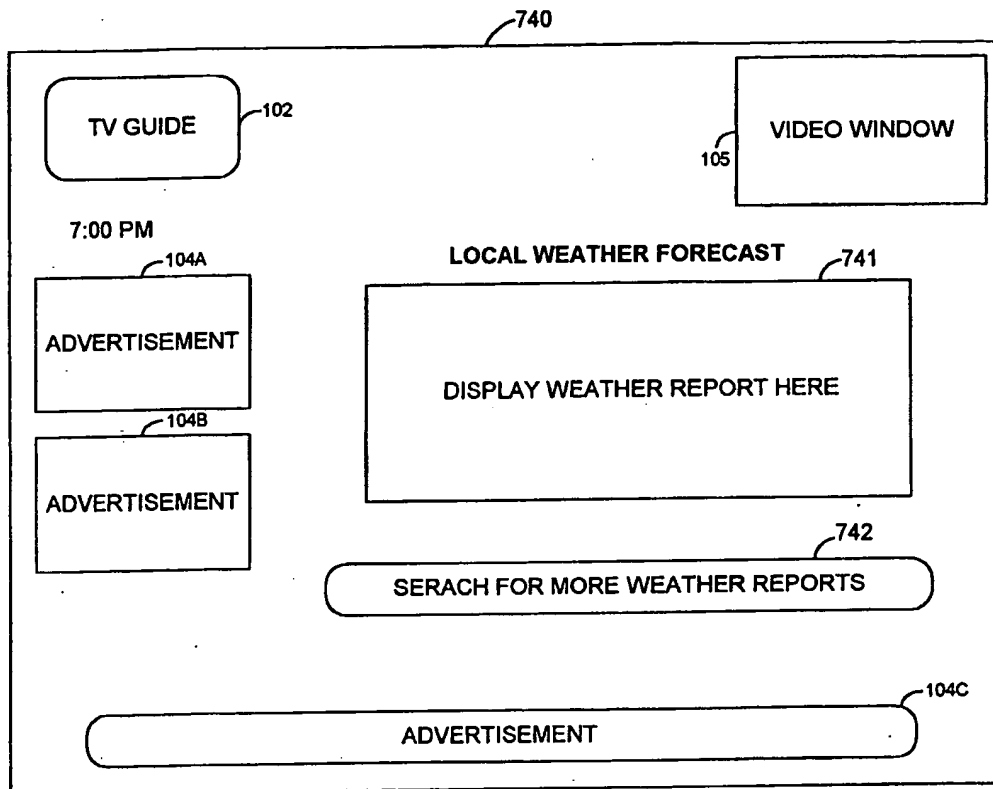 740
TV GUIDE
102
VIDEO WINDOW
105
7:00 PM
LOCAL WEATHER FORECAST
104A
741
ADVERTISEMENT
DISPLAY WEATHER REPORT HERE
104B
ADVERTISEMENT
742
SERACH FOR MORE WEATHER REPORTS
104C
ADVERTISEMENT